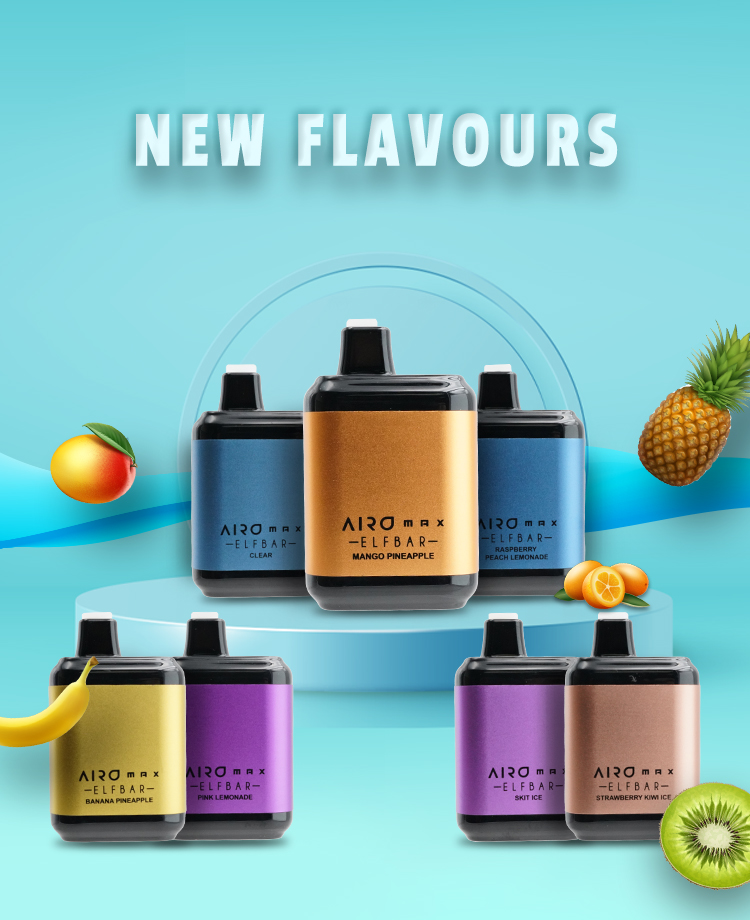 NEW FLAVOURS
AIRO MAX
—ELFBAR—
CLEAR
AIRO MAX
—ELFBAR—
MANGO PINEAPPLE
AIRO MAX
—ELFBAR—
RASPBERRY
PEACH LEMONADE
AIRO MAX
—ELFBAR—
BANANA PINEAPPLE
AIRO MAX
—ELFBAR—
PINK LEMONADE
AIRO MAX
—ELFBAR—
SKIT ICE
AIRO MAX
—ELFBAR—
STRAWBERRY KIWI ICE